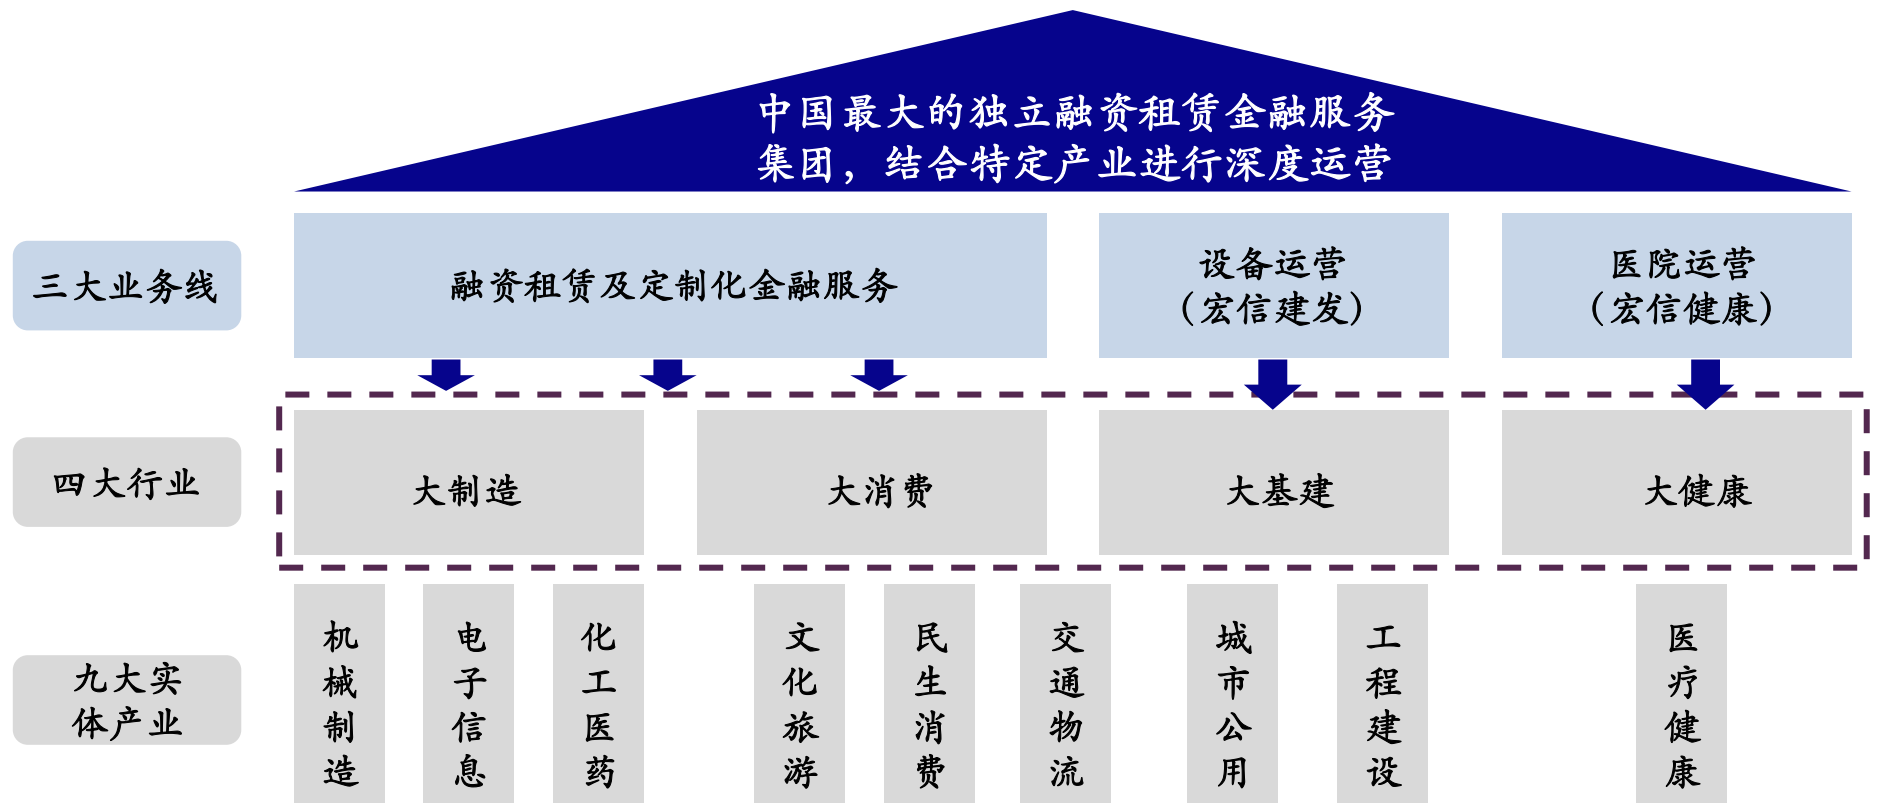 中国最大的独立融资租赁金融服务
集团，结合特定产业进行深度运营
三大业务线
融资租赁及定制化金融服务
设备运营
（宏信建发）
医院运营
（宏信健康）
四大行业
大制造
大消费
大基建
大健康
九大实
体产业
机械制造
电子信息
化工医药
文化旅游
民生消费
交通物流
城市公用
工程建设
医疗健康